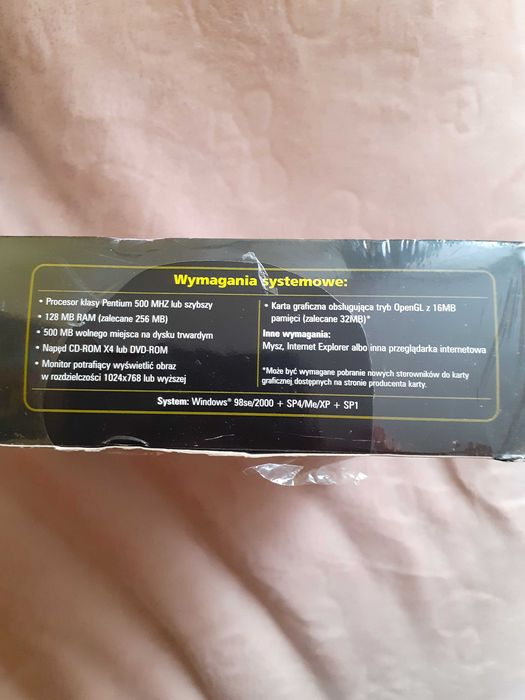 Wymagania systemowe:
• Procesor klasy Pentium 500 MHZ lub szybszy
• 128 MB RAM (zalecane 256 MB)
• 500 MB wolnego miejsca na dysku trwardym
• Napęd CD-ROM X4 lub DVD-ROM
• Monitor potrafiący wyświetlić obraz
w rozdzielczości 1024x768 lub wyższej
• Karta graficzna obsługująca tryb OpenGL z 16MB
pamięci (zalecane 32MB)*
Inne wymagania:
Mysz, Internet Explorer albo inna przeglądarka internetowa
*Może być wymagane pobranie nowych sterowników do karty
graficznej dostępnych na stronie producenta karty.
System: Windows® 98se/2000 + SP4/Me/XP + SP1